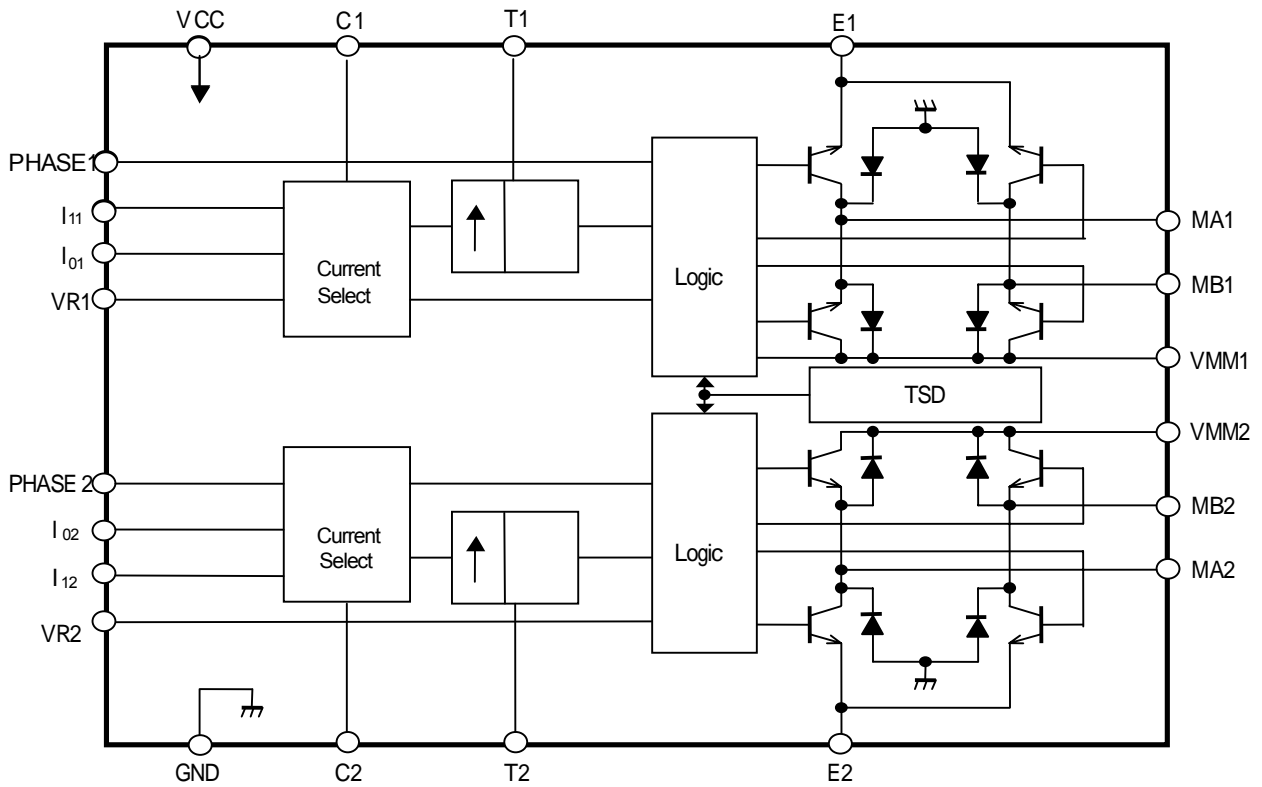 VCC
C1
T1
E1
PHASE1
I11
I01
VR1
Current
Select
Logic
MA1
MB1
VMM1
TSD
VMM2
PHASE 2
I 02
I 12
VR2
Current
Select
Logic
MB2
MA2
GND
C2
T2
E2